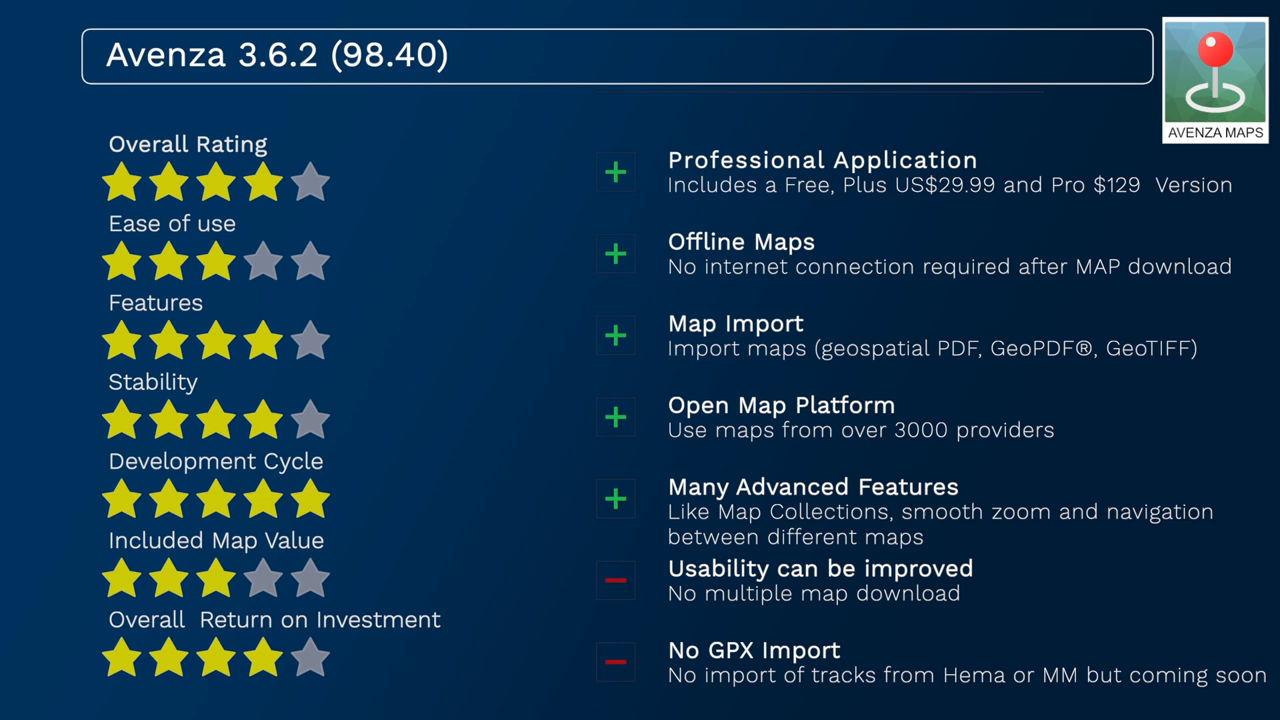 Avenza 3.6.2 (98.40)
AVENZA MAPS
Overall Rating
Ease of use
Features
Stability
Development Cycle
Included Map Value
Overall  Return on Investment
Professional Application
Includes a Free, Plus US$29.99 and Pro $129  Version
Offline Maps
No internet connection required after MAP download
Map Import
Import maps (geospatial PDF, GeoPDF®, GeoTIFF)
Open Map Platform
Use maps from over 3000 providers
Many Advanced Features
Like Map Collections, smooth zoom and navigation
between different maps
Usability can be improved
No multiple map download
No GPX Import
No import of tracks from Hema or MM but coming soon